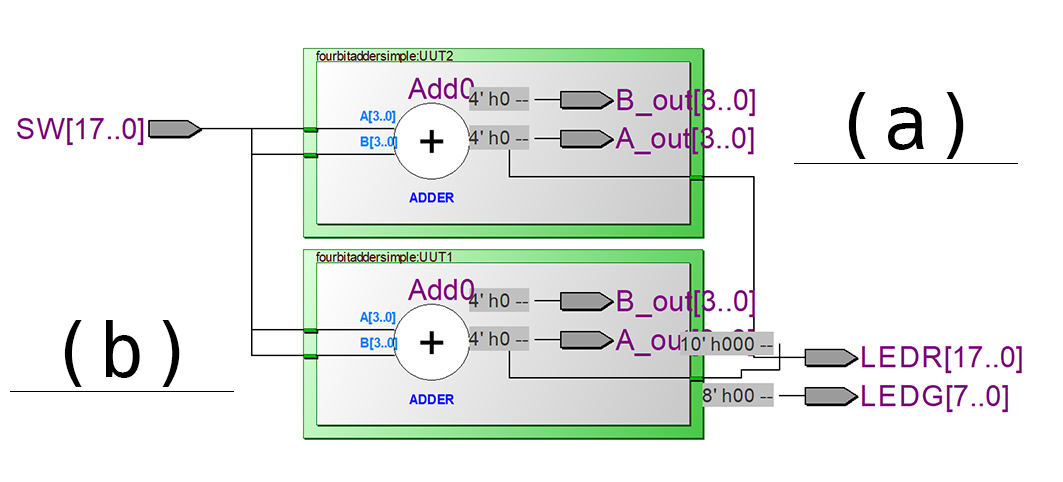 fourbitaddersimple:UUT2
Add0
4' h0 --
B_out[3..0]
SW[17..0]
A[3..0]
B[3..0]
+
4' h0 --
A_out[3..0]
(a)
ADDER
fourbitaddersimple:UUT1
Add0
4' h0 --
B_out[3..0]
A[3..0]
B[3..0]
+
4' h0 --
A_ou
10' h000 --
(b)
LEDR[17..0]
ADDER
8' h00 --
LEDG[7..0]